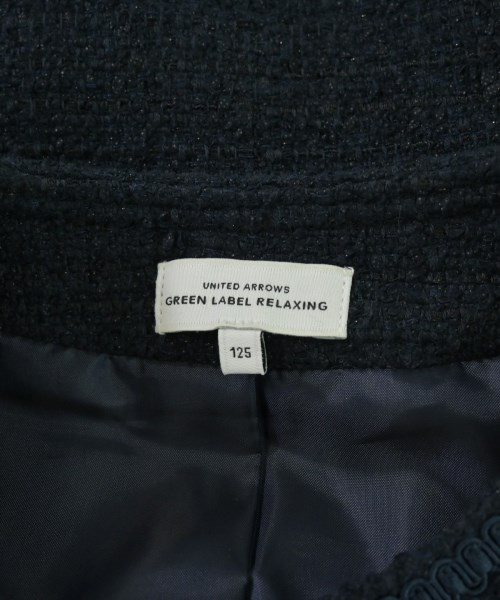 UNITED ARROWS
GREEN LABEL RELAXING
125